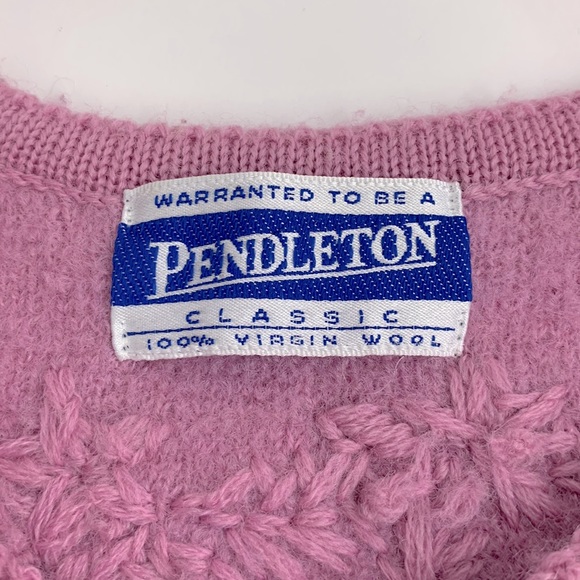 WARRANTED TO BE A
PENDLETON
CLASSIC
100% VIRGIN WOOL